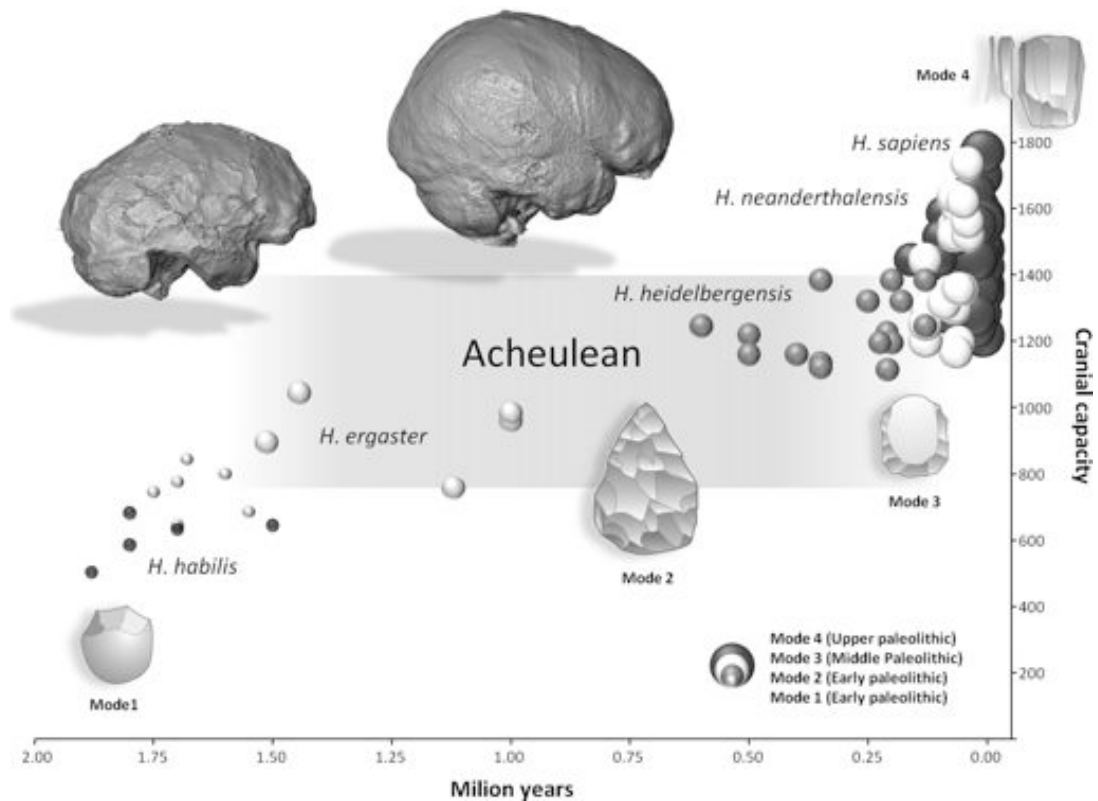 Mode 4
H. sapiens
1800
H. neanderthalensis
1600
1400
H. heidelbergensis
Acheulean
1200
Cranial capacity
1000
H. ergaster
800
Mode 3
H. habilis
600
Mode 2
400
Mode 4 (Upper paleolithic)
Mode 3 (Middle Paleolithic)
Mode 2 (Early paleolithic)
Mode 1 (Early paleolithic)
200
Mode1
2.00 1.75 1.50 1.25 1.00 0.75 0.50 0.25 0.00
Milion years